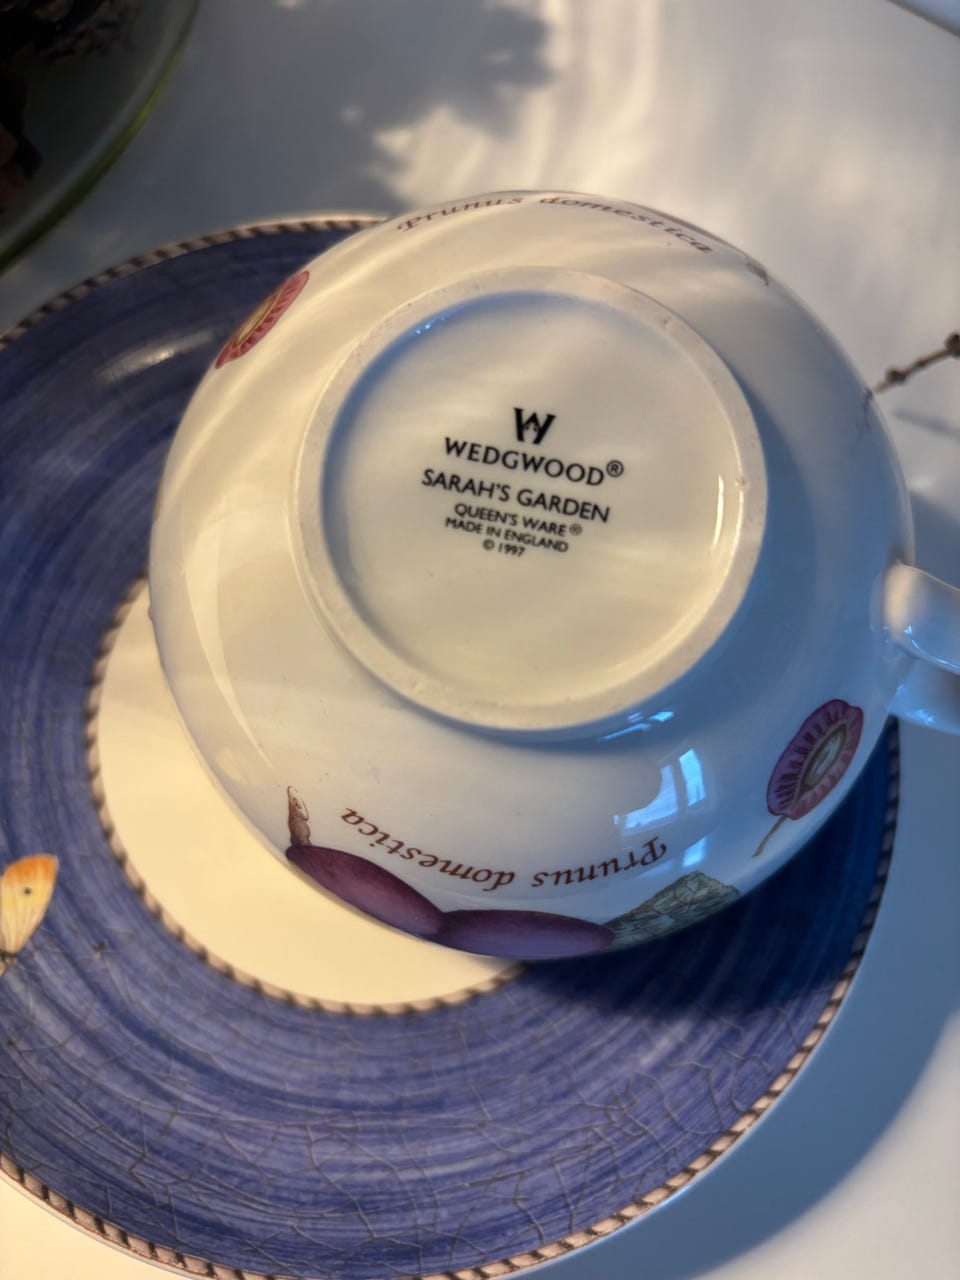 Prunus domestica
W
WEDGWOOD®
SARAH'S GARDEN
QUEEN'S WARE®
MADE IN ENGLAND
© 1997
Prunus domestica